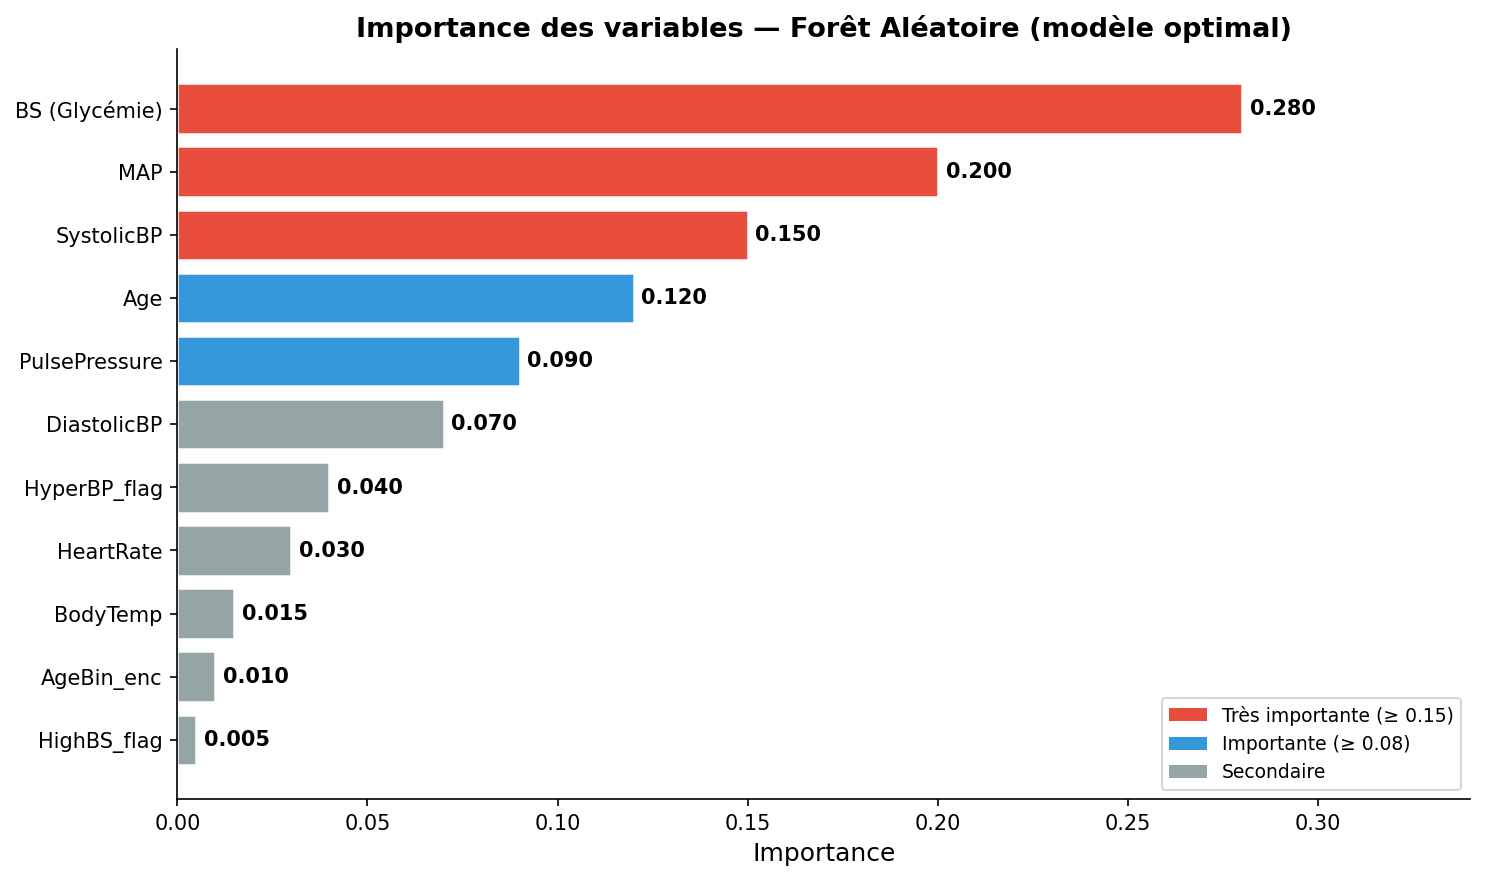 Importance des variables — Forêt Aléatoire (modèle optimal)
BS (Glycémie)
0.280
MAP
0.200
SystolicBP
0.150
Age
0.120
PulsePressure
0.090
DiastolicBP
0.070
HyperBP_flag
0.040
HeartRate
0.030
BodyTemp
0.015
AgeBin_enc
0.010
HighBS_flag
0.005
Très importante (≥ 0.15)
Importante (≥ 0.08)
Secondaire
0.00 0.05 0.10 0.15 0.20 0.25 0.30
Importance